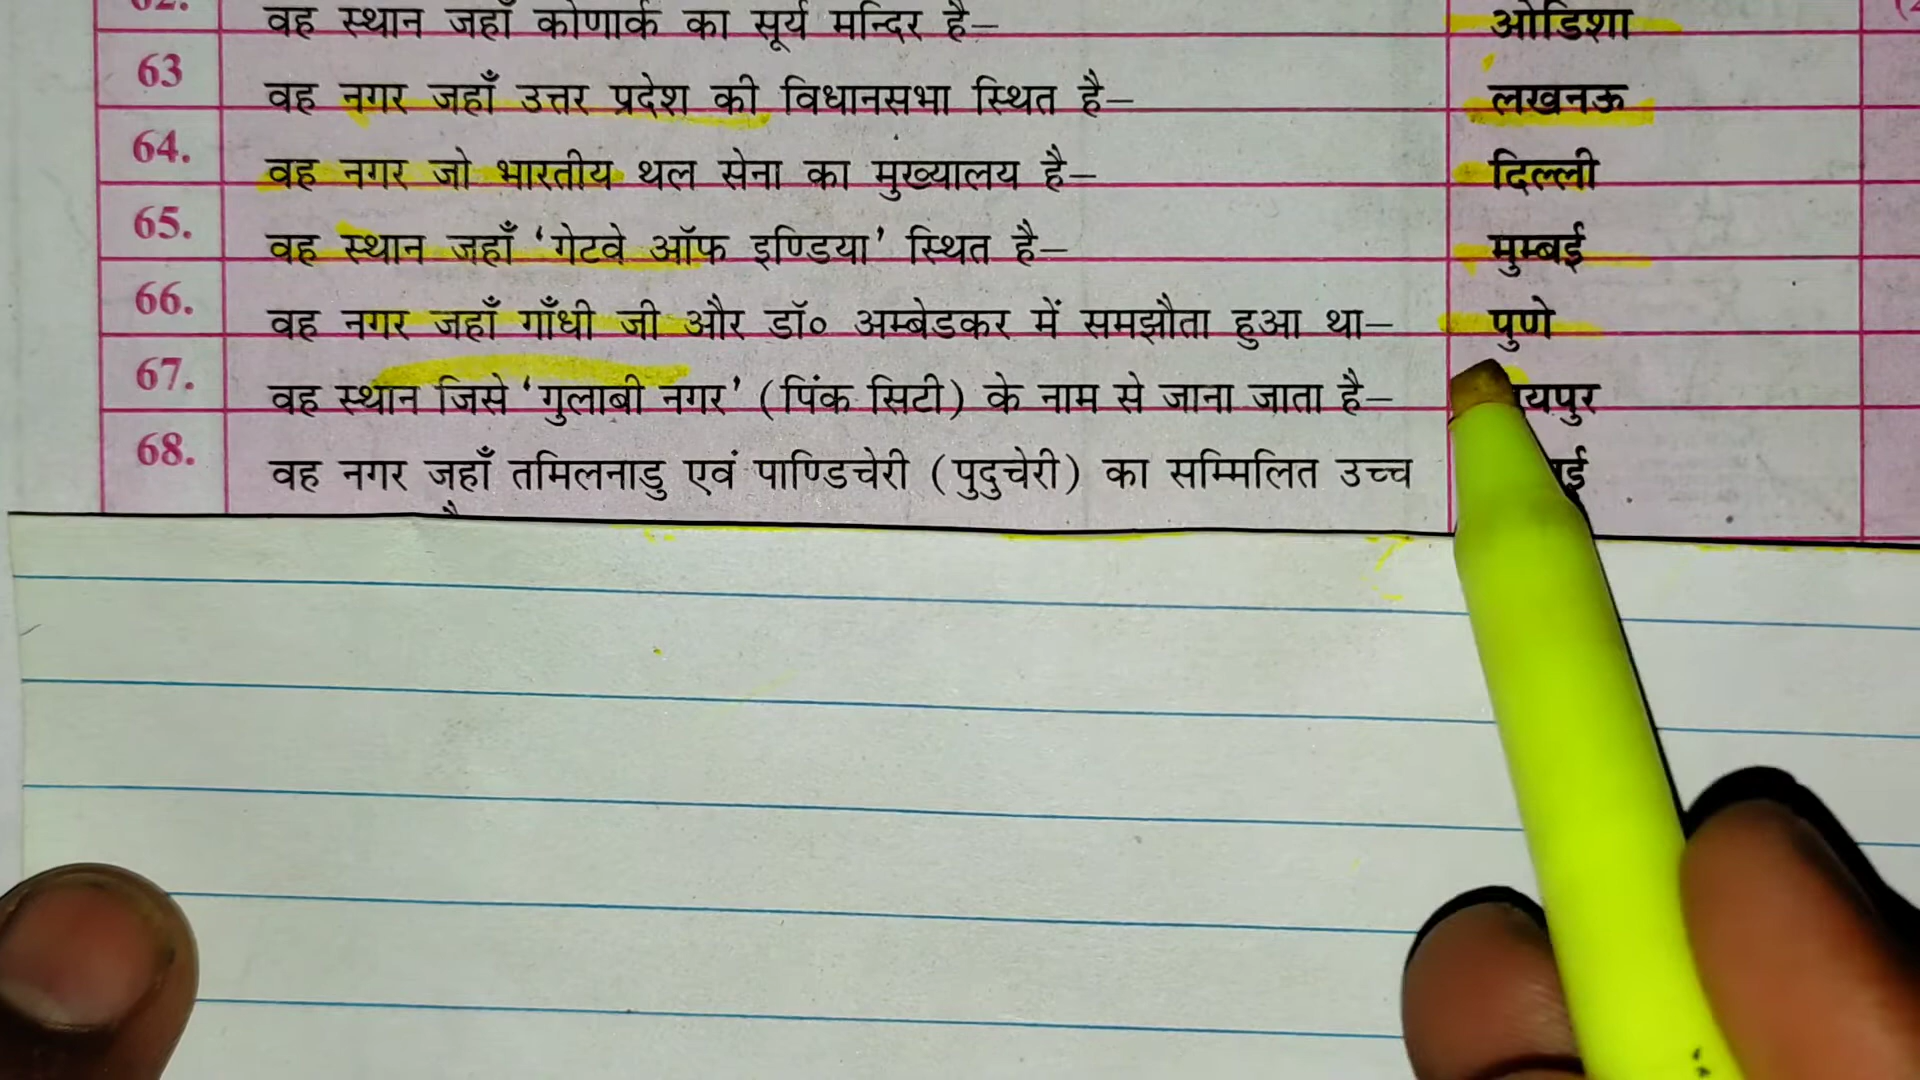 62. वह स्थान जहाँ कोणार्क का सूर्य मन्दिर है– ओडिशा
63 वह नगर जहाँ उत्तर प्रदेश की विधानसभा स्थित है– लखनऊ
64. वह नगर जो भारतीय थल सेना का मुख्यालय है– दिल्ली
65. वह स्थान जहाँ ‘गेटवे ऑफ इण्डिया’ स्थित है– मुम्बई
66. वह नगर जहाँ गाँधी जी और डॉ० अम्बेडकर में समझौता हुआ था– पुणे
67. वह स्थान जिसे ‘गुलाबी नगर’ (पिंक सिटी) के नाम से जाना जाता है–
68. वह नगर जहाँ तमिलनाडु एवं पाण्डिचेरी (पुदुचेरी) का सम्मिलित उच्च